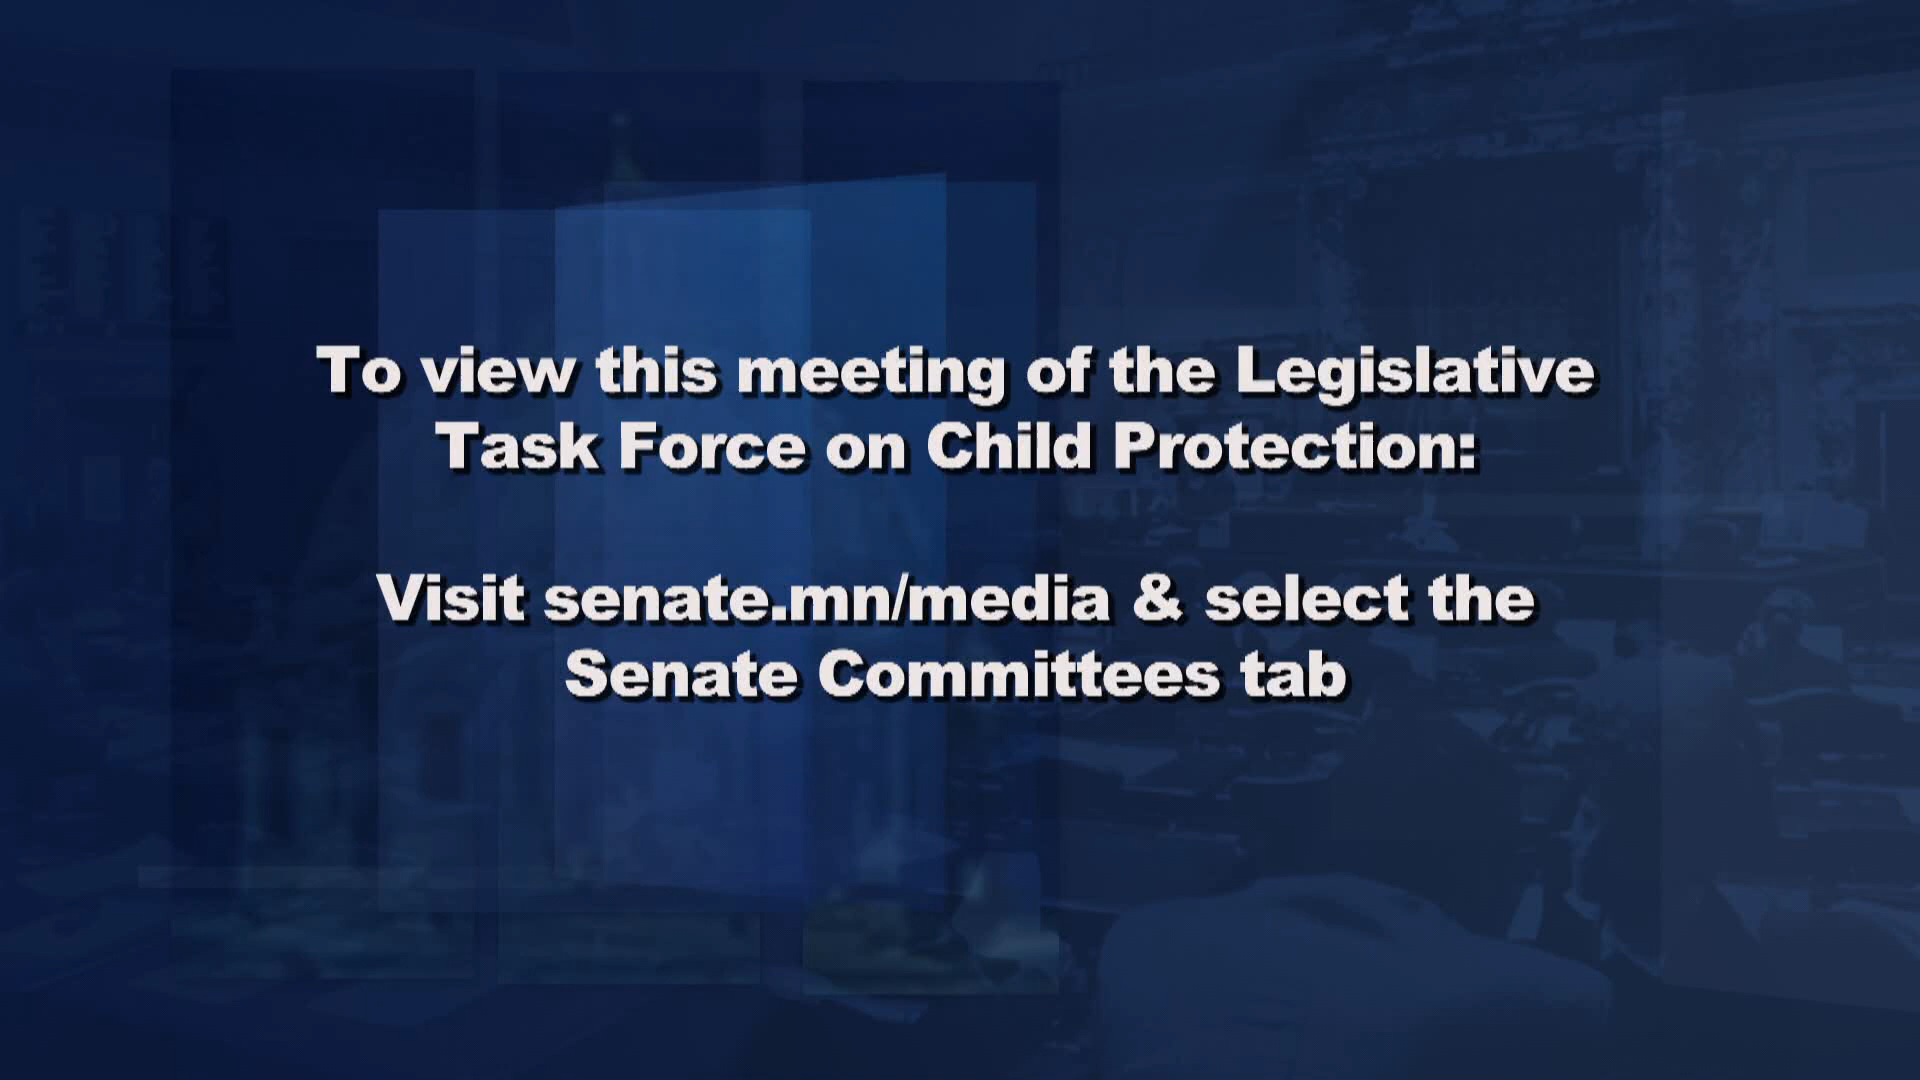 To view this meeting of the Legislative
Task Force on Child Protection:
Visit senate.mn/media & select the
Senate Committees tab